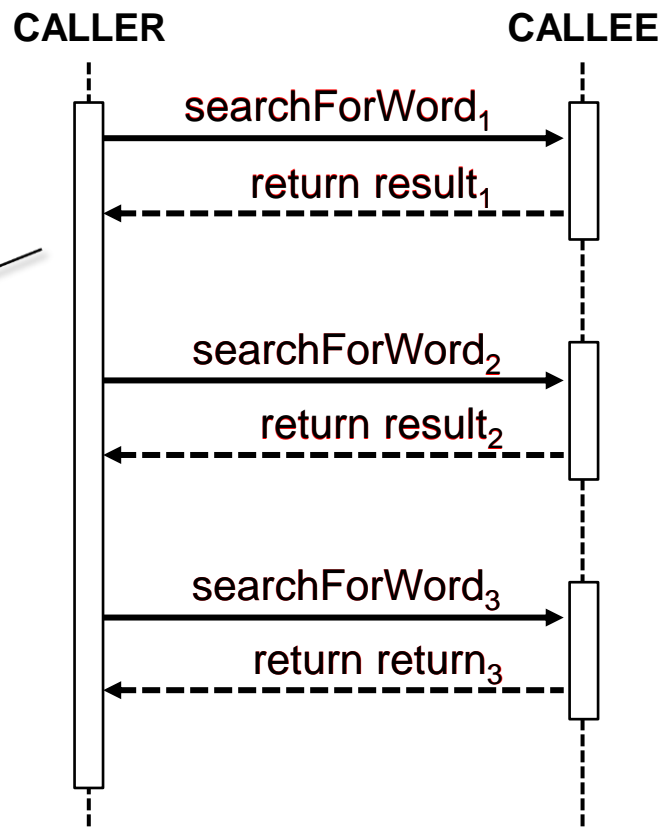 CALLER CALLEE
searchForWord₁
return result₁
searchForWord₂
return result₂
searchForWord₃
return return₃